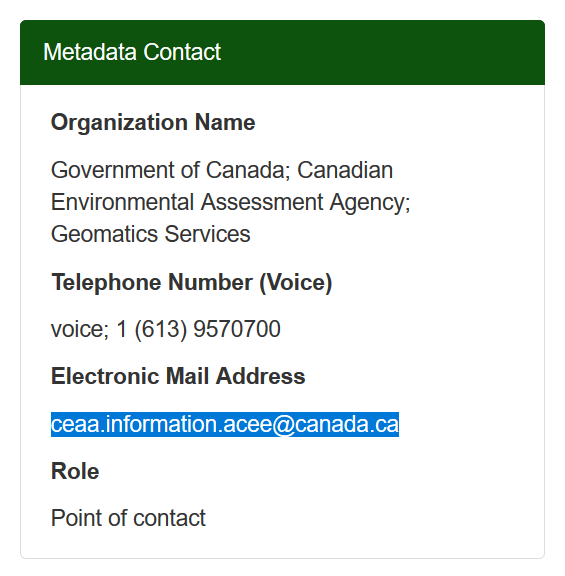 Metadata Contact
Organization Name
Government of Canada; Canadian
Environmental Assessment Agency;
Geomatics Services
Telephone Number (Voice)
voice; 1 (613) 9570700
Electronic Mail Address
ceaa.information.acee@canada.ca
Role
Point of contact